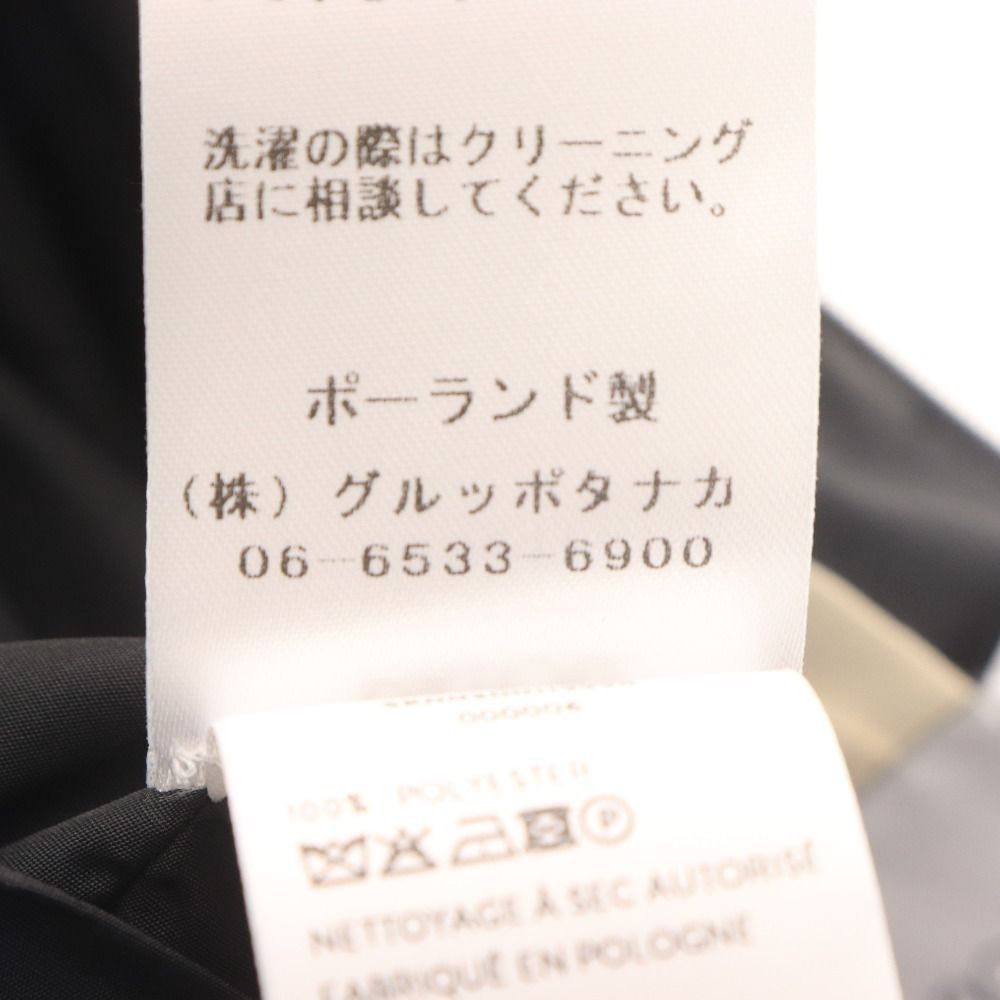 洗濯の際はクリーニング
店に相談してください。
ポーランド製
（株）グルッポタナカ
06-6533-6900
100% POLYESTER
NETTOYAGE À SEC AUTORISÉ
FABRIQUÉ EN POLOGNE